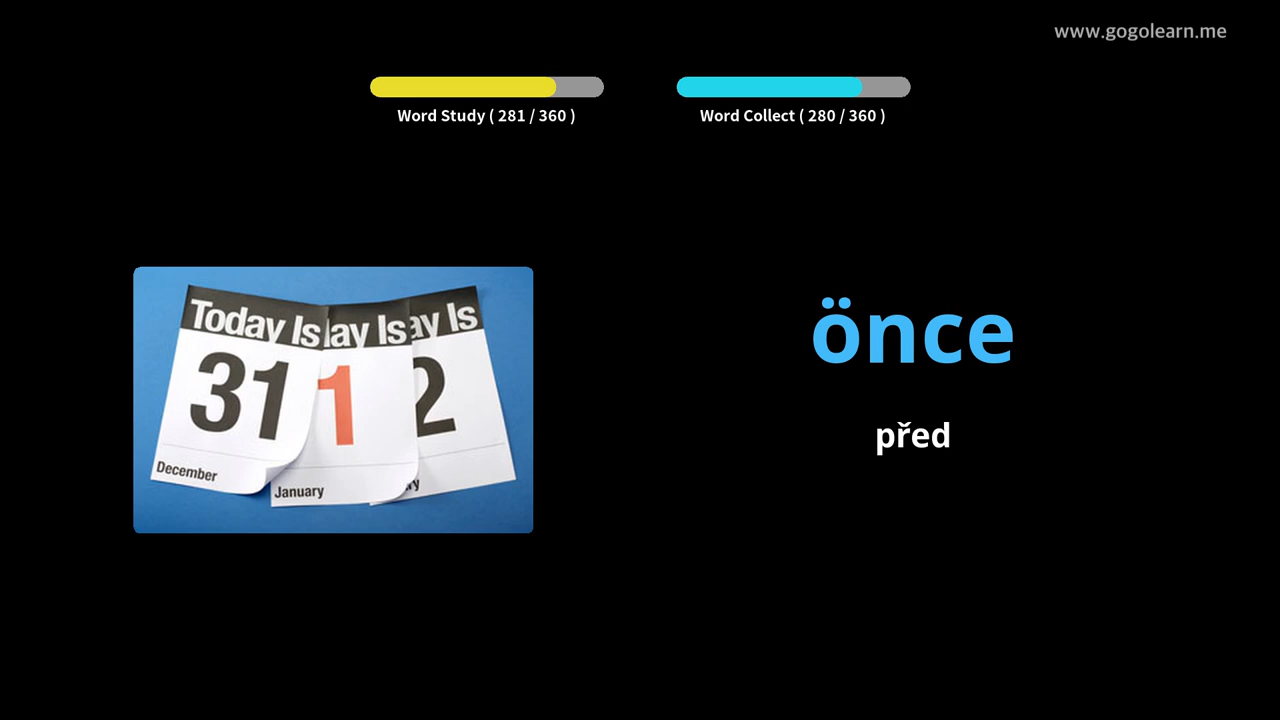 www.gogolearn.me
Word Study ( 281 / 360 )
Word Collect ( 280 / 360 )
Today Is
ay Is
ay Is
31
1
2
December
January
ry
önce
před